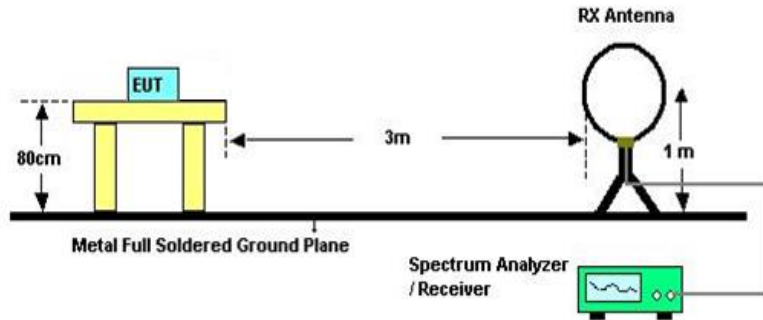 RX Antenna
EUT
80cm
3m
1 m
Metal Full Soldered Ground Plane
Spectrum Analyzer
/ Receiver